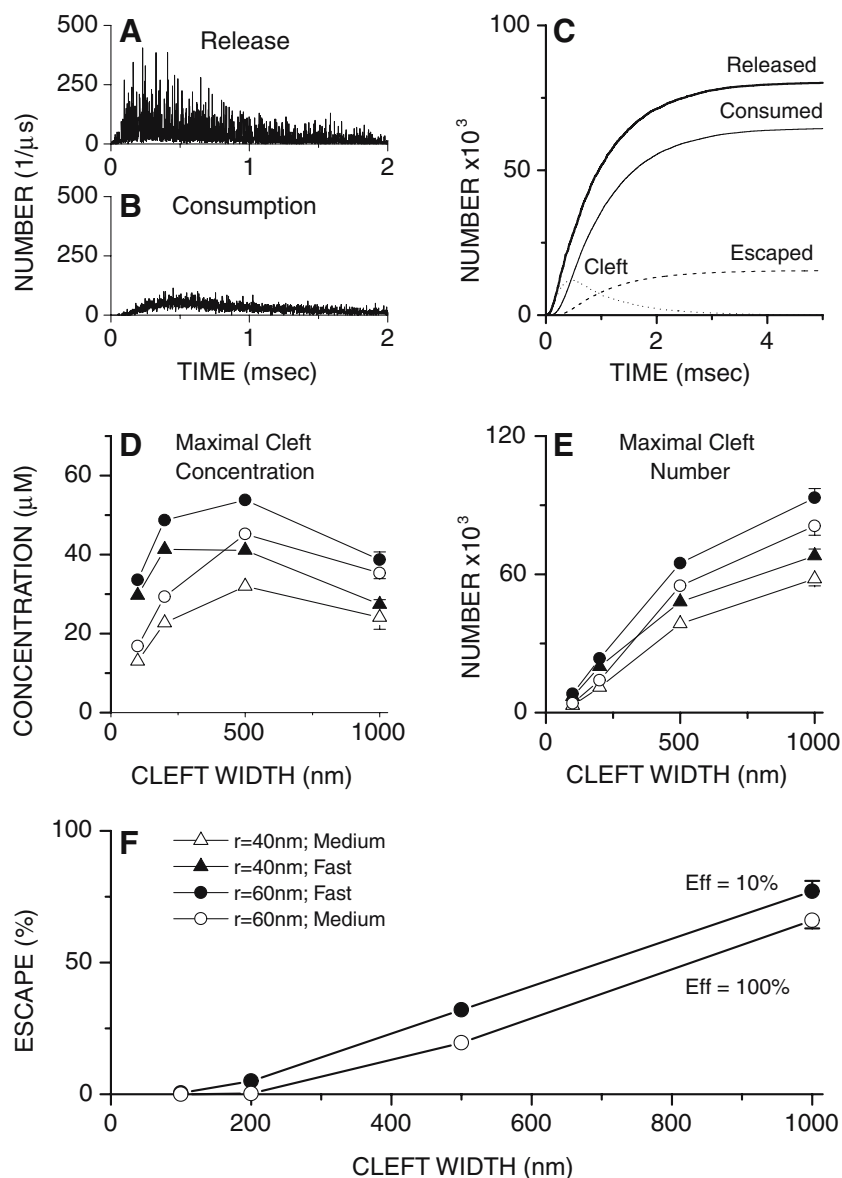 A
Release
NUMBER (1/μs)
500
250
0
0
1
2
B
Consumption
500
250
0
0
1
2
TIME (msec)
C
NUMBER x10³
100
50
0
Released
Consumed
Escaped
Cleft
0
2
4
TIME (msec)
D
Maximal Cleft
Concentration
CONCENTRATION (μM)
60
40
20
0
0
500
1000
CLEFT WIDTH (nm)
E
Maximal Cleft
Number
NUMBER x10³
120
60
0
0
500
1000
CLEFT WIDTH (nm)
F
ESCAPE (%)
100
50
0
r=40nm; Medium
r=40nm; Fast
r=60nm; Fast
r=60nm; Medium
Eff = 10%
Eff = 100%
0
200
400
600
800
1000
CLEFT WIDTH (nm)